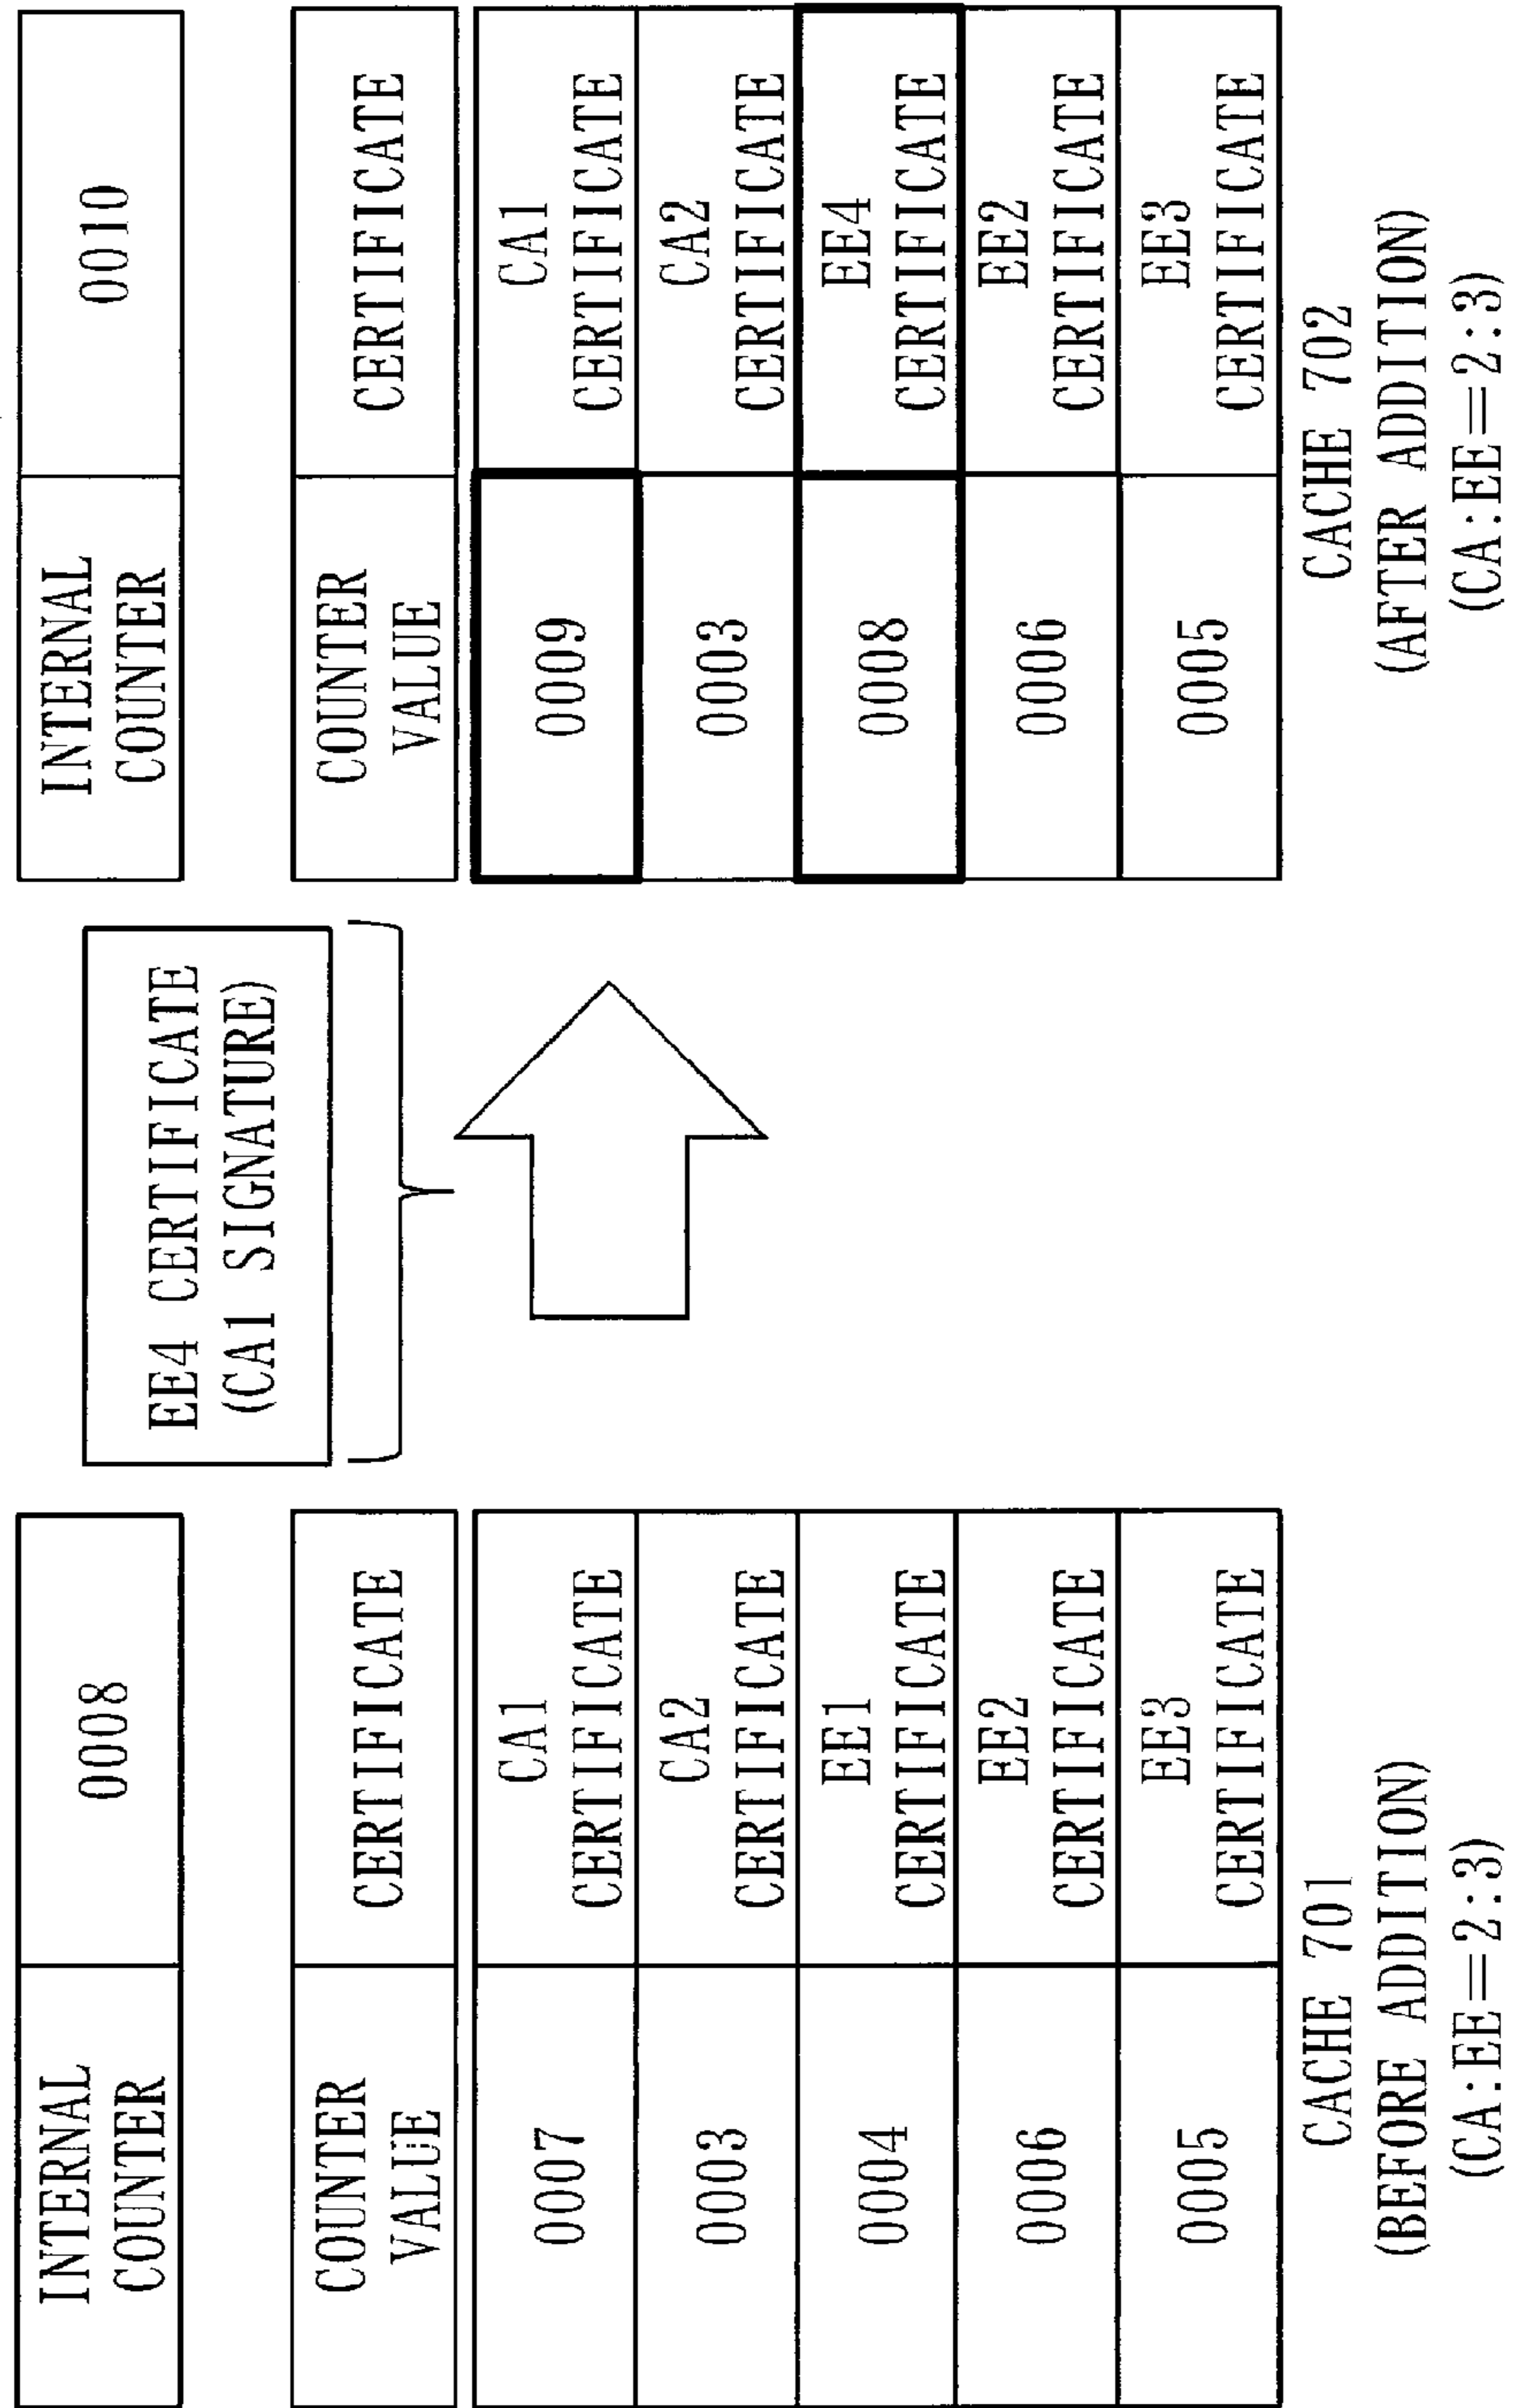 INTERNAL
COUNTER
0008
COUNTER
VALUE
CERTIFICATE
0007
CA1
CERTIFICATE
0003
CA2
CERTIFICATE
0004
EE1
CERTIFICATE
0006
EE2
CERTIFICATE
0005
EE3
CERTIFICATE
CACHE 701
(BEFORE ADDITION)
(CA:EE=2:3)
EE4 CERTIFICATE
(CA1 SIGNATURE)
INTERNAL
COUNTER
0010
COUNTER
VALUE
CERTIFICATE
0009
CA1
CERTIFICATE
0003
CA2
CERTIFICATE
0008
EE4
CERTIFICATE
0006
EE2
CERTIFICATE
0005
EE3
CERTIFICATE
CACHE 702
(AFTER ADDITION)
(CA:EE=2:3)